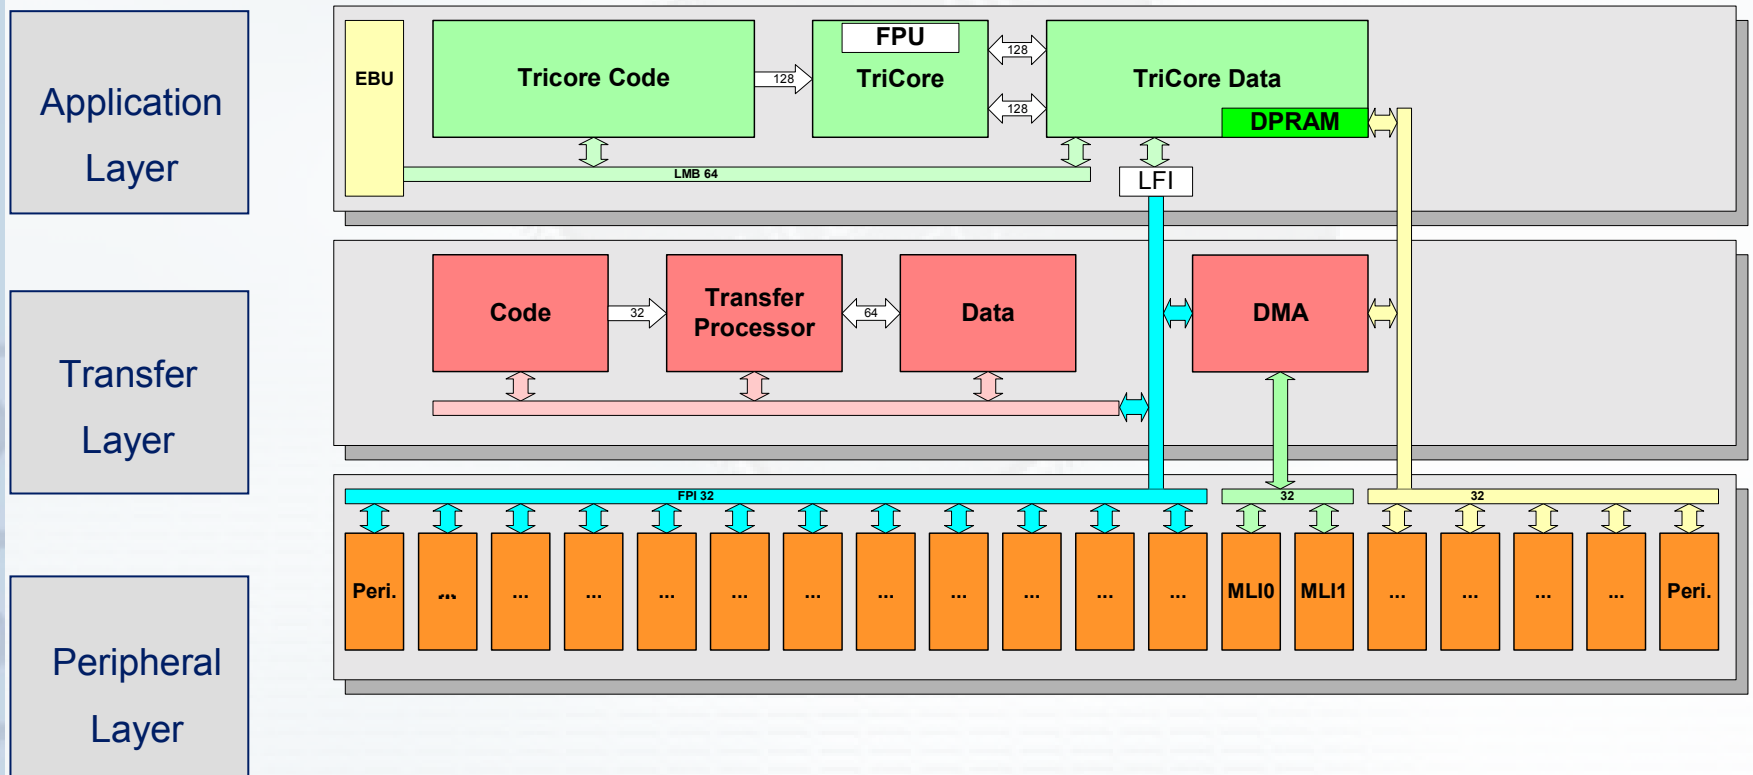 Application
Layer
EBU
Tricore Code
128
FPU
TriCore
128
128
TriCore Data
DPRAM
LMB 64
LFI
Transfer
Layer
Code
32
Transfer
Processor
64
Data
DMA
Peripheral
Layer
FPI 32
32
32
Peri.
...
...
...
...
...
...
...
...
...
...
MLI0
MLI1
...
...
...
...
Peri.